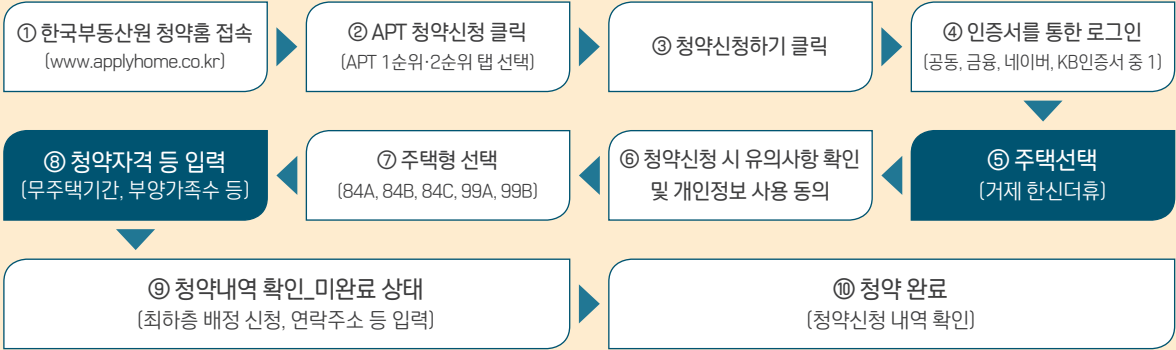 ① 한국부동산원 청약홈 접속
(www.applyhome.co.kr)
② APT 청약신청 클릭
(APT 1순위·2순위 탭 선택)
③ 청약신청하기 클릭
④ 인증서를 통한 로그인
(공동, 금융, 네이버, KB인증서 중 1)
⑤ 주택선택
(거제 한신더휴)
⑥ 청약신청 시 유의사항 확인
및 개인정보 사용 동의
⑦ 주택형 선택
(84A, 84B, 84C, 99A, 99B)
⑧ 청약자격 등 입력
(무주택기간, 부양가족수 등)
⑨ 청약내역 확인_미완료 상태
(최하층 배정 신청, 연락주소 등 입력)
⑩ 청약 완료
(청약신청 내역 확인)